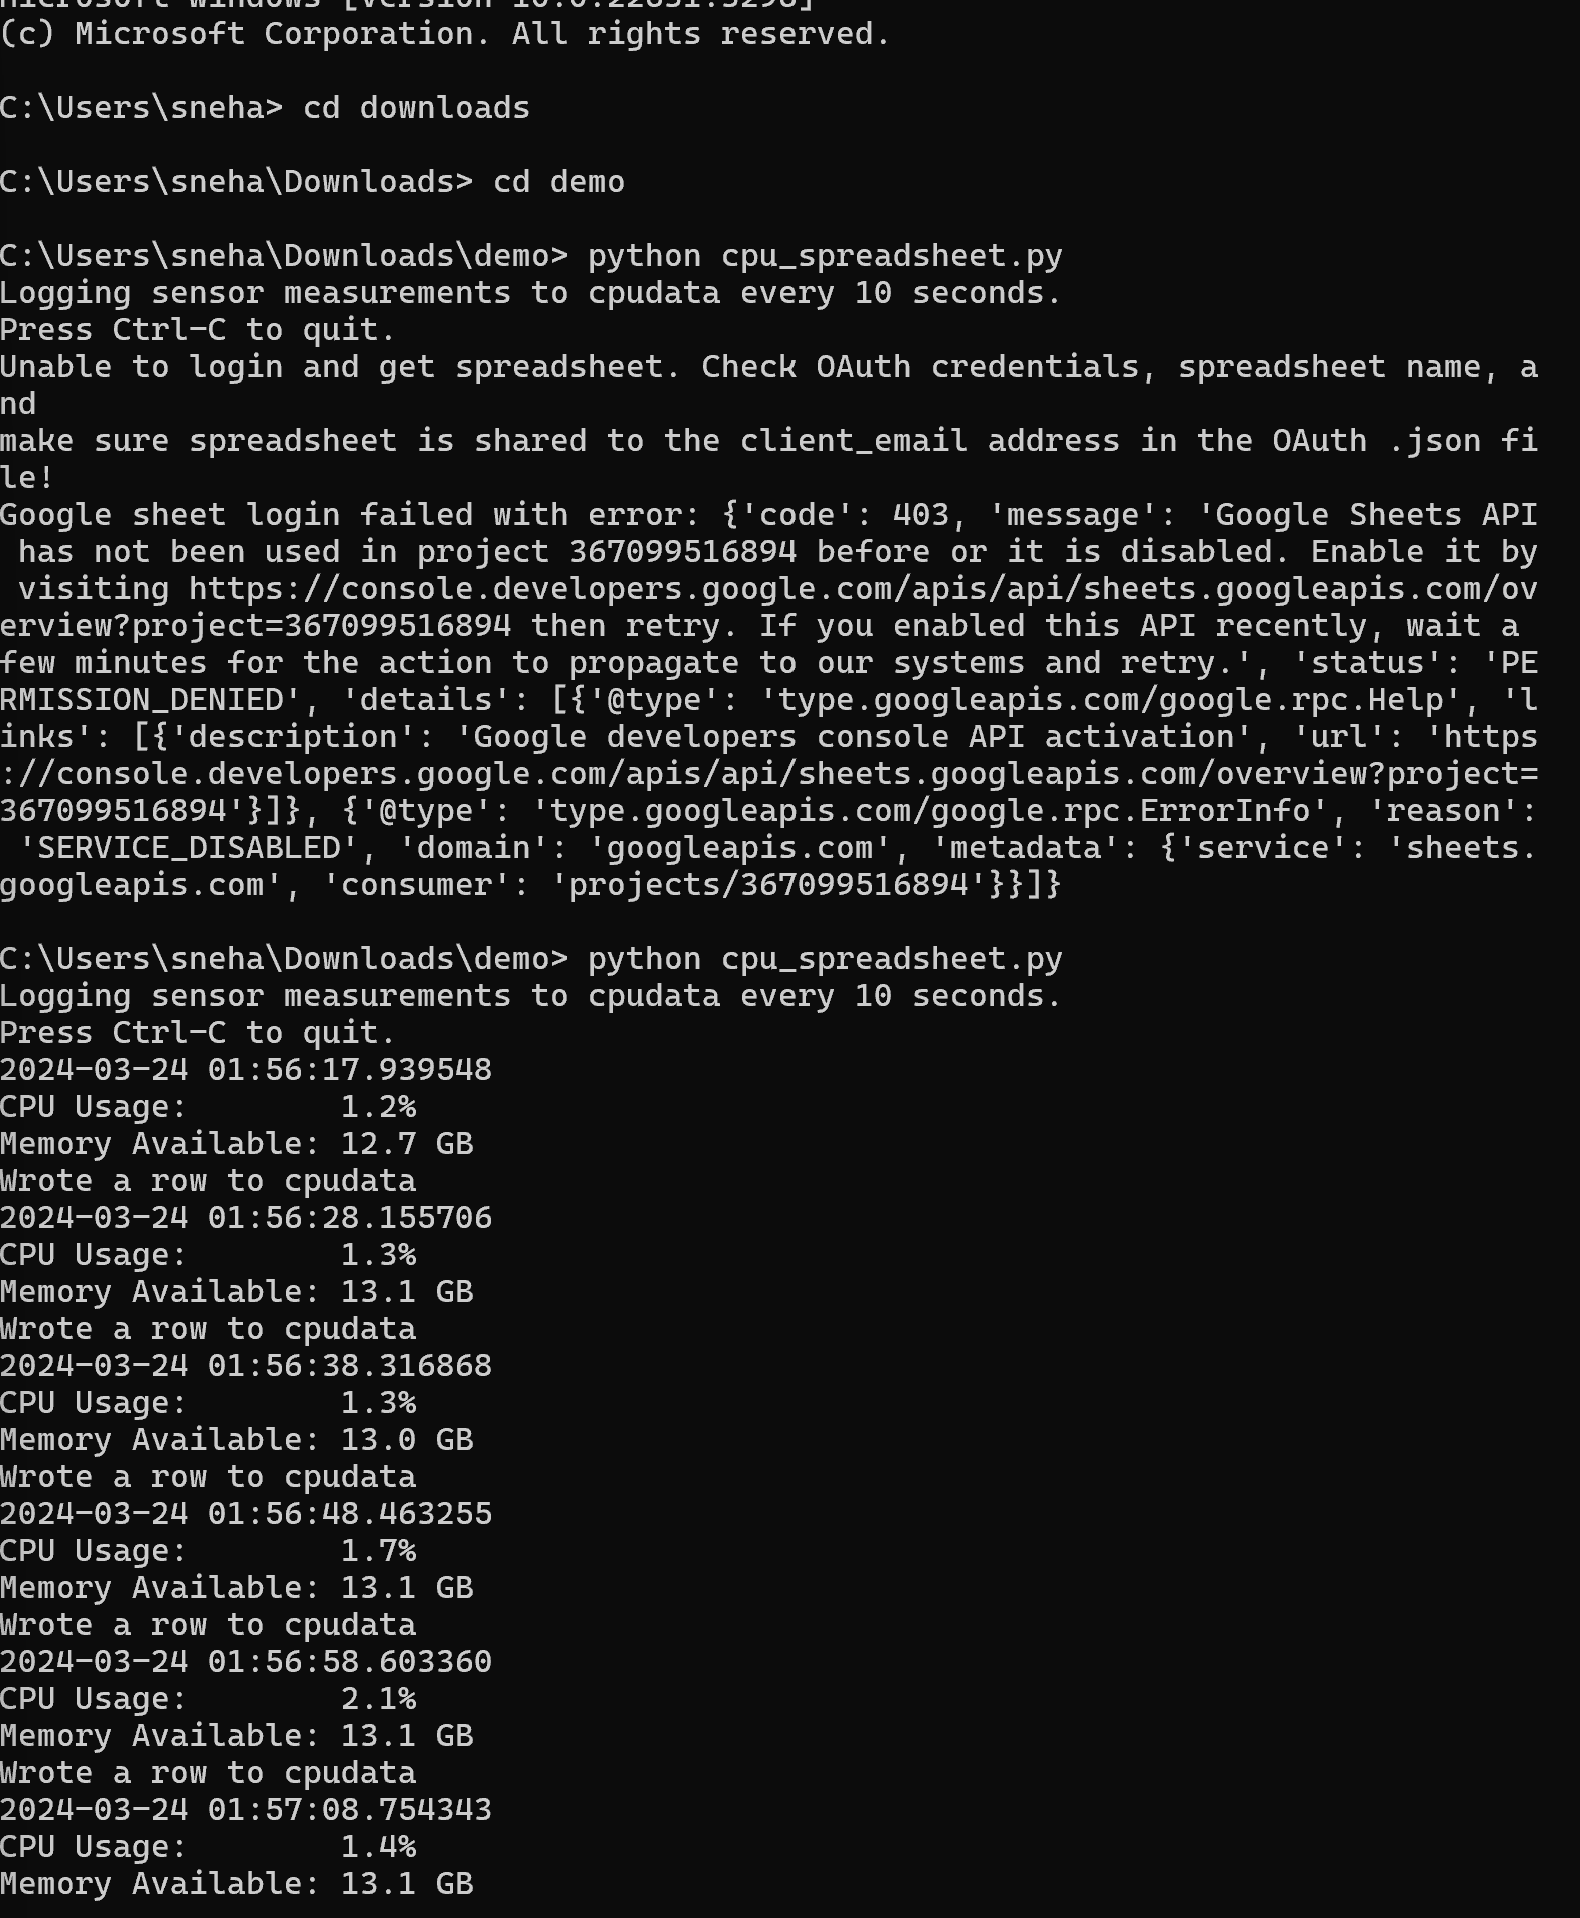 Microsoft Windows [Version 10.0.22631.3296]
(c) Microsoft Corporation. All rights reserved.
C:\Users\sneha> cd downloads
C:\Users\sneha\Downloads> cd demo
C:\Users\sneha\Downloads\demo> python cpu_spreadsheet.py
Logging sensor measurements to cpudata every 10 seconds.
Press Ctrl-C to quit.
Unable to login and get spreadsheet. Check OAuth credentials, spreadsheet name, a
nd
make sure spreadsheet is shared to the client_email address in the OAuth .json fi
le!
Google sheet login failed with error: {'code': 403, 'message': 'Google Sheets API
 has not been used in project 367099516894 before or it is disabled. Enable it by
 visiting https://console.developers.google.com/apis/api/sheets.googleapis.com/ov
erview?project=367099516894 then retry. If you enabled this API recently, wait a
few minutes for the action to propagate to our systems and retry.', 'status': 'PE
RMISSION_DENIED', 'details': [{'@type': 'type.googleapis.com/google.rpc.Help', 'l
inks': [{'description': 'Google developers console API activation', 'url': 'https
://console.developers.google.com/apis/api/sheets.googleapis.com/overview?project=
367099516894'}]}, {'@type': 'type.googleapis.com/google.rpc.ErrorInfo', 'reason':
 'SERVICE_DISABLED', 'domain': 'googleapis.com', 'metadata': {'service': 'sheets.
googleapis.com', 'consumer': 'projects/367099516894'}}]}
C:\Users\sneha\Downloads\demo> python cpu_spreadsheet.py
Logging sensor measurements to cpudata every 10 seconds.
Press Ctrl-C to quit.
2024-03-24 01:56:17.939548
CPU Usage:        1.2%
Memory Available: 12.7 GB
Wrote a row to cpudata
2024-03-24 01:56:28.155706
CPU Usage:        1.3%
Memory Available: 13.1 GB
Wrote a row to cpudata
2024-03-24 01:56:38.316868
CPU Usage:        1.3%
Memory Available: 13.0 GB
Wrote a row to cpudata
2024-03-24 01:56:48.463255
CPU Usage:        1.7%
Memory Available: 13.1 GB
Wrote a row to cpudata
2024-03-24 01:56:58.603360
CPU Usage:        2.1%
Memory Available: 13.1 GB
Wrote a row to cpudata
2024-03-24 01:57:08.754343
CPU Usage:        1.4%
Memory Available: 13.1 GB